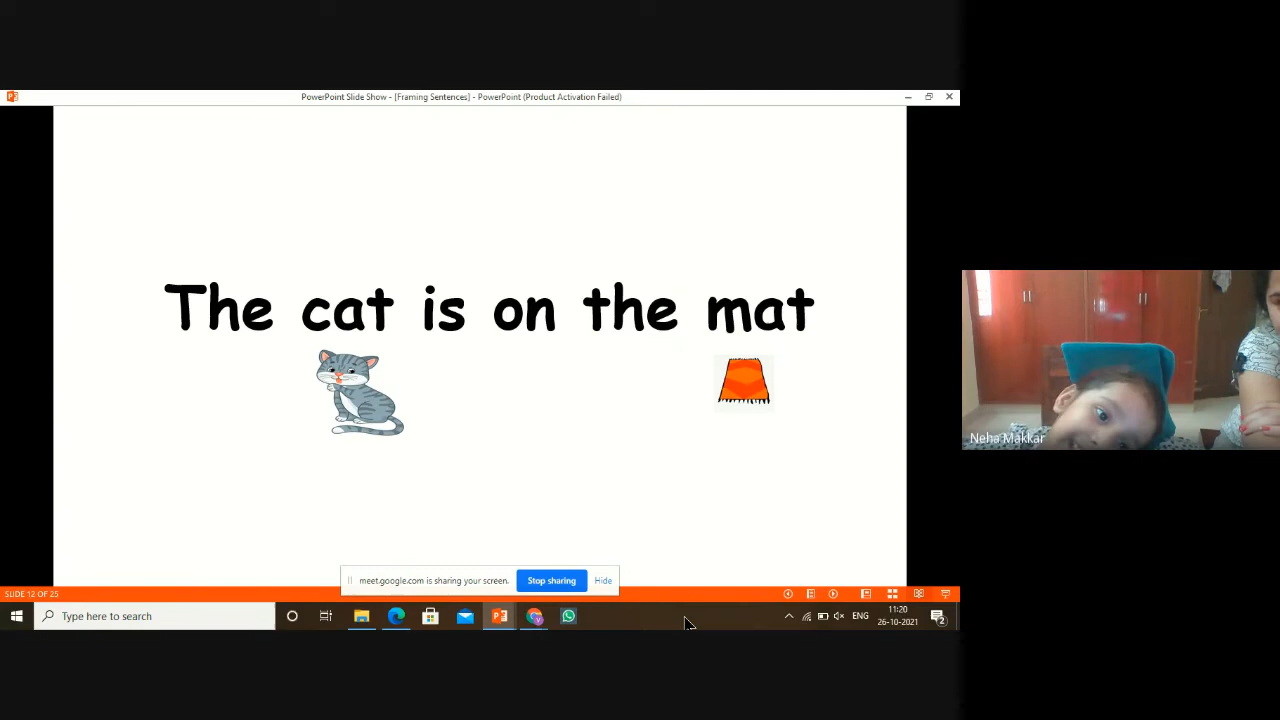 PowerPoint Slide Show - [Framing Sentences] - PowerPoint (Product Activation Failed)
The cat is on the mat
Neha Makkar
meet.google.com is sharing your screen.
Stop sharing
Hide
SLIDE 12 OF 25
Type here to search
ENG
11:20
26-10-2021
2